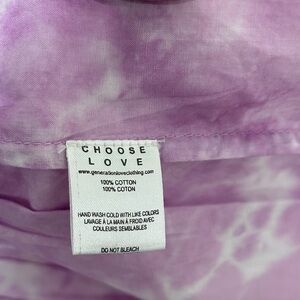 CHOOSE
LOVE
www.generationloveclothing.com
100% COTTON
100% COTON
HAND WASH COLD WITH LIKE COLORS
LAVAGE À LA MAIN À FROID AVEC
COULEURS SEMBLABLES
DO NOT BLEACH